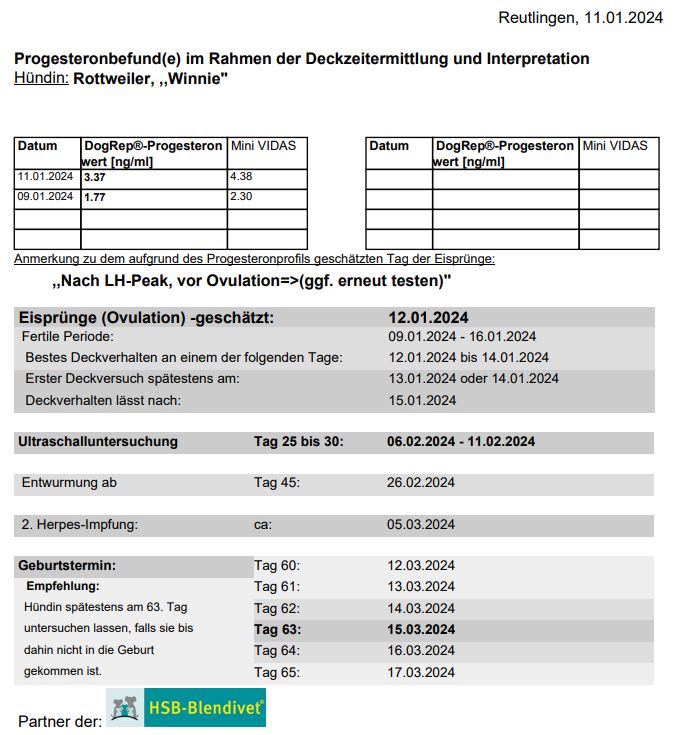 Reutlingen, 11.01.2024
Progesteronbefund(e) im Rahmen der Deckzeitermittlung und Interpretation
Hündin: Rottweiler, ,,Winnie"
Datum DogRep®-Progesteron wert [ng/ml] Mini VIDAS
11.01.2024 3.37 4.38
09.01.2024 1.77 2.30
Datum DogRep®-Progesteron wert [ng/ml] Mini VIDAS
Anmerkung zu dem aufgrund des Progesteronprofils geschätzten Tag der Eisprünge:
,,Nach LH-Peak, vor Ovulation=>(ggf. erneut testen)"
Eisprünge (Ovulation) -geschätzt: 12.01.2024
Fertile Periode: 09.01.2024 - 16.01.2024
Bestes Deckverhalten an einem der folgenden Tage: 12.01.2024 bis 14.01.2024
Erster Deckversuch spätestens am: 13.01.2024 oder 14.01.2024
Deckverhalten lässt nach: 15.01.2024
Ultraschalluntersuchung Tag 25 bis 30: 06.02.2024 - 11.02.2024
Entwurmung ab Tag 45: 26.02.2024
2. Herpes-Impfung: ca: 05.03.2024
Geburtstermin: Tag 60: 12.03.2024
Empfehlung: Tag 61: 13.03.2024
Hündin spätestens am 63. Tag Tag 62: 14.03.2024
untersuchen lassen, falls sie bis Tag 63: 15.03.2024
dahin nicht in die Geburt Tag 64: 16.03.2024
gekommen ist. Tag 65: 17.03.2024
Partner der: HSB-Blendivet®